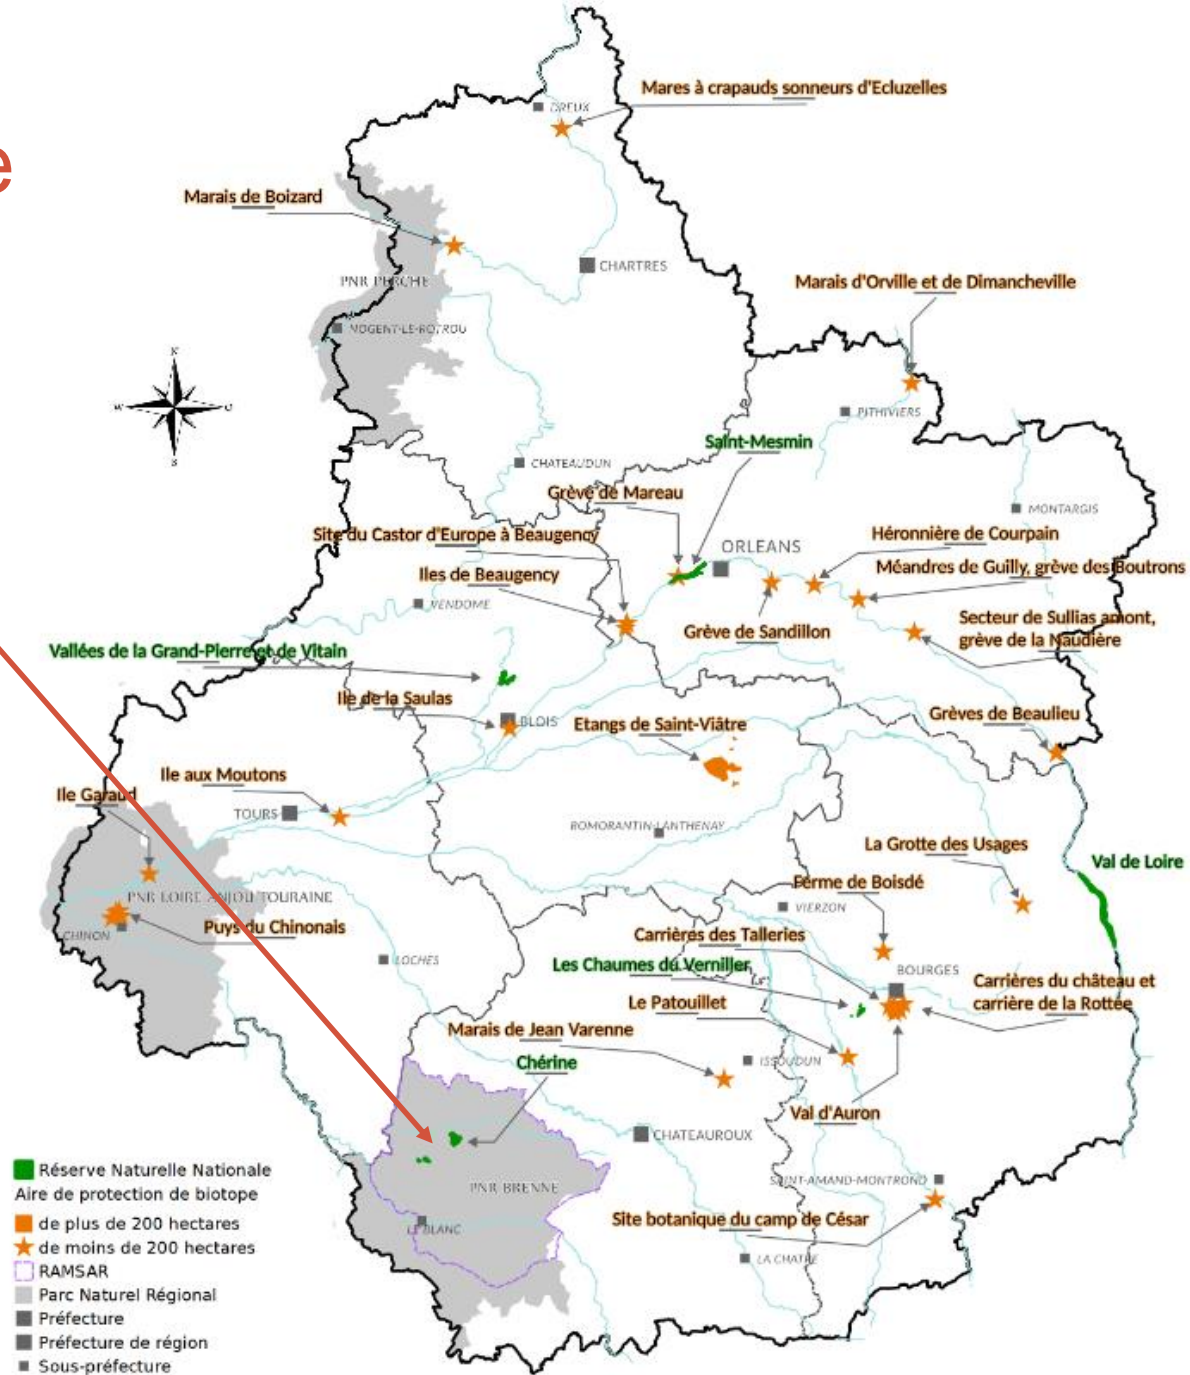 e
Mares à crapauds sonneurs d'Ecluzelles
DREUX
Marais de Boizard
CHARTRES
PNR PERCHE
Marais d'Orville et de Dimancheville
NOGENT-LE-ROTROU
N
W
O
S
PITHIVIERS
Saint-Mesmin
CHATEAUDUN
Grève de Mareau
MONTARGIS
Site du Castor d'Europe à Beaugency
Héronnière de Courpain
ORLEANS
Iles de Beaugency
Méandres de Guilly, grève des Boutrons
VENDOME
Secteur de Sullias amont,
grève de la Naudière
Grève de Sandillon
Vallées de la Grand-Pierre et de Vitain
Ile de la Saulas
BLOIS
Etangs de Saint-Viâtre
Grèves de Beaulieu
Ile aux Moutons
Ile Garaud
TOURS
ROMORANTIN-LANTHENAY
La Grotte des Usages
Val de Loire
Ferme de Boisdé
PNR LOIRE ANJOU TOURAINE
VIERZON
Puys du Chinonais
CHINON
Carrières des Talleries
LOCHES
Les Chaumes du Verniller
BOURGES
Carrières du château et
carrière de la Rottée
Le Patouillet
Marais de Jean Varenne
Chérine
ISSOUDUN
Val d'Auron
CHATEAUROUX
PNR BRENNE
SAINT-AMAND-MONTROND
LE BLANC
Site botanique du camp de César
LA CHATRE
Réserve Naturelle Nationale
Aire de protection de biotope
de plus de 200 hectares
de moins de 200 hectares
RAMSAR
Parc Naturel Régional
Préfecture
Préfecture de région
Sous-préfecture